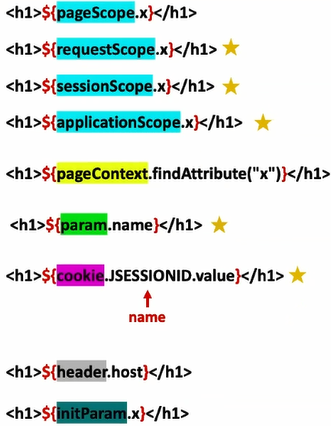 <h1>${pageScope.x}</h1>
<h1>${requestScope.x}</h1>
<h1>${sessionScope.x}</h1>
<h1>${applicationScope.x}</h1>
<h1>${pageContext.findAttribute("x")}</h1>
<h1>${param.name}</h1>
<h1>${cookie.JSESSIONID.value}</h1>
name
<h1>${header.host}</h1>
<h1>${initParam.x}</h1>